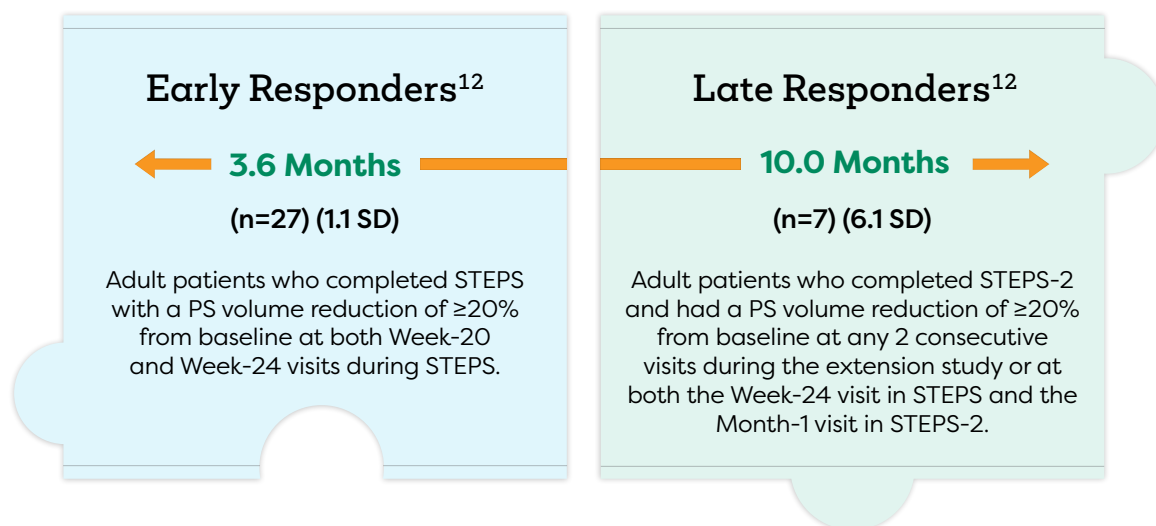 Early Responders¹²
3.6 Months
(n=27) (1.1 SD)
Adult patients who completed STEPS
with a PS volume reduction of ≥20%
from baseline at both Week-20
and Week-24 visits during STEPS.
Late Responders¹²
10.0 Months
(n=7) (6.1 SD)
Adult patients who completed STEPS-2
and had a PS volume reduction of ≥20%
from baseline at any 2 consecutive
visits during the extension study or at
both the Week-24 visit in STEPS and the
Month-1 visit in STEPS-2.